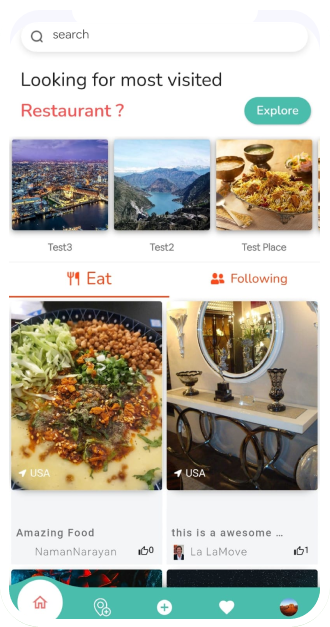 search
Looking for most visited
Restaurant ?
Explore
Test3
Test2
Test Place
Eat
Following
USA
USA
Amazing Food
this is a awesome ...
NamanNarayan
0
La LaMove
1